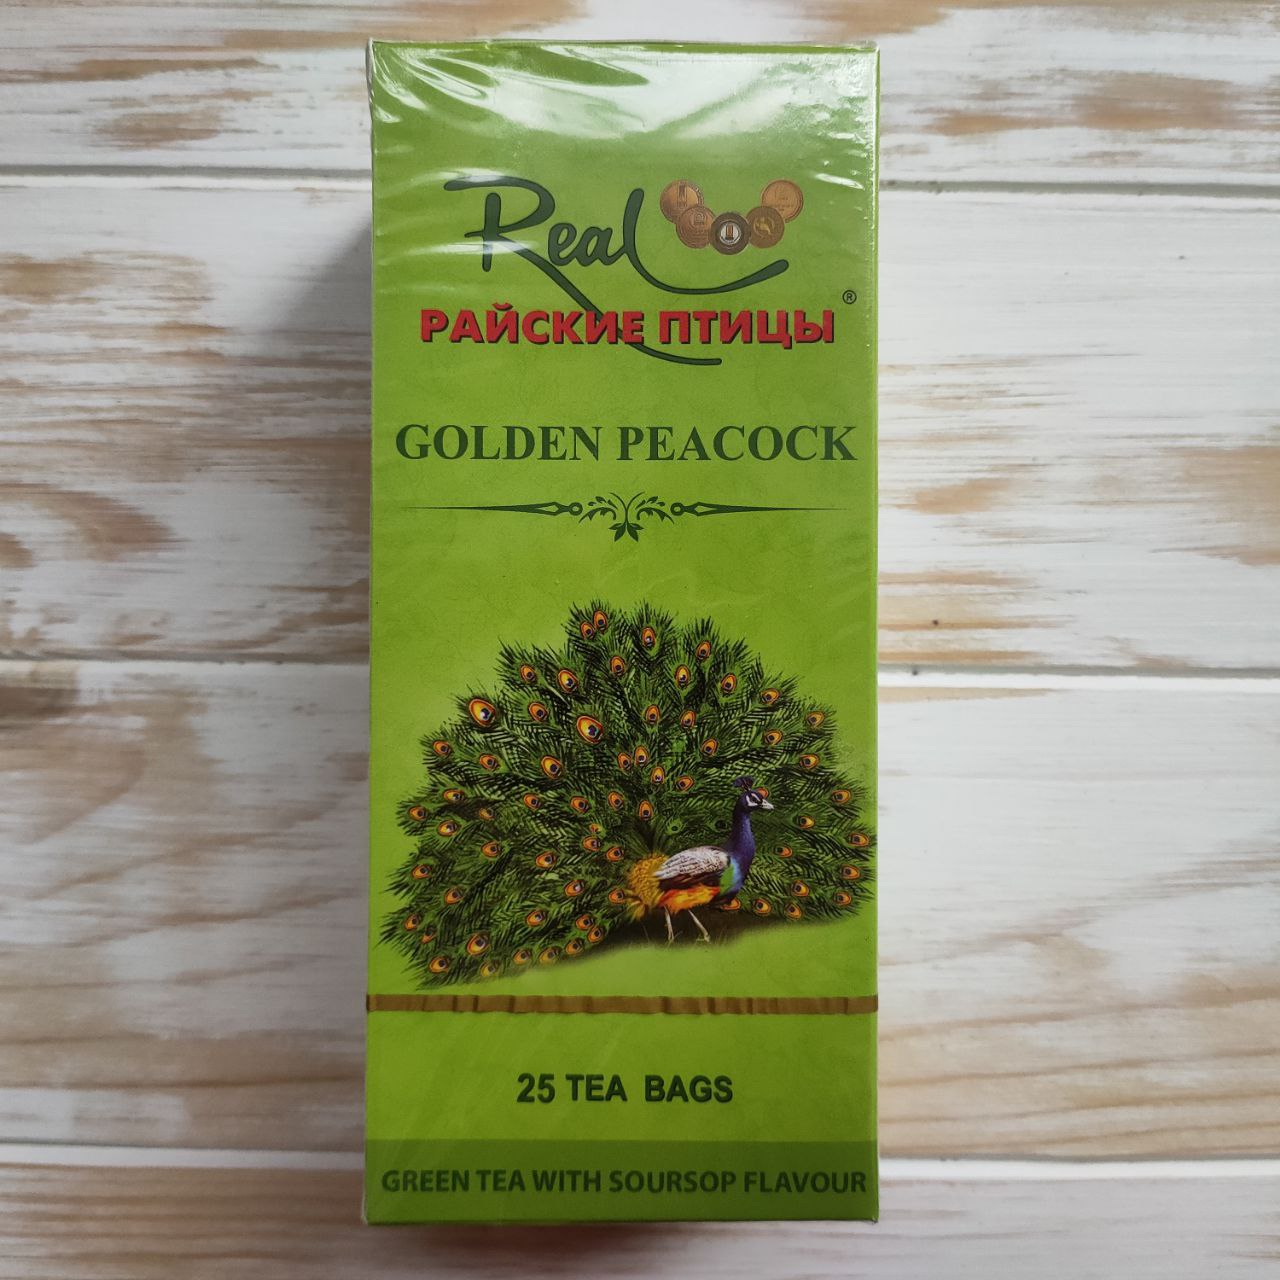 Real
РАЙСКИЕ ПТИЦЫ ®
GOLDEN PEACOCK
25 TEA BAGS
GREEN TEA WITH SOURSOP FLAVOUR